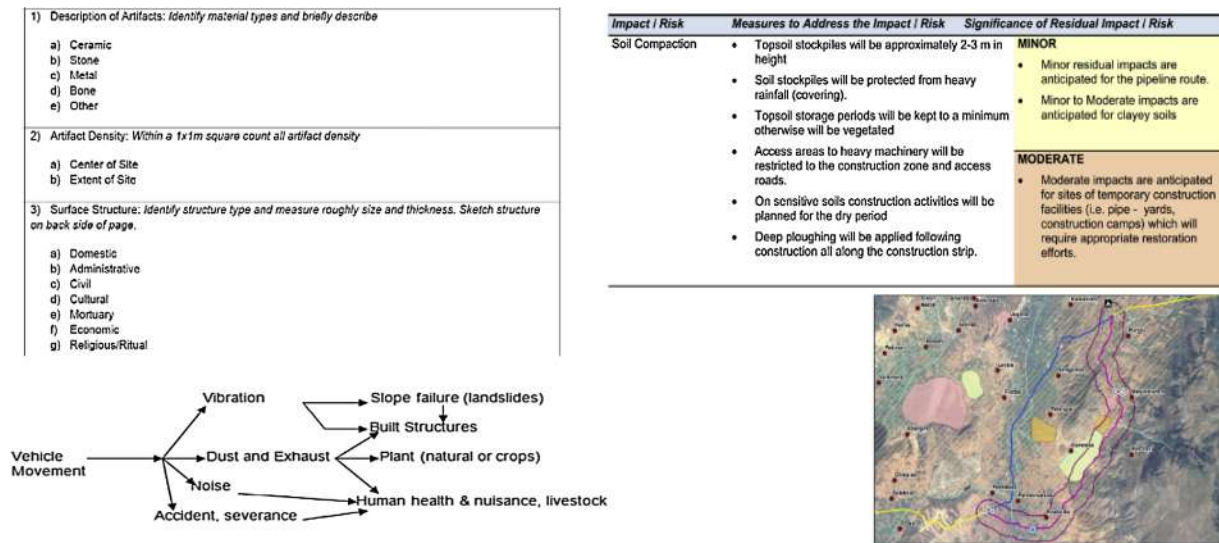 1) Description of Artifacts: Identify material types and briefly describe
a) Ceramic
b) Stone
c) Metal
d) Bone
e) Other
2) Artifact Density: Within a 1x1m square count all artifact density
a) Center of Site
b) Extent of Site
3) Surface Structure: Identify structure type and measure roughly size and thickness. Sketch structure
on back side of page.
a) Domestic
b) Administrative
c) Civil
d) Cultural
e) Mortuary
f) Economic
g) Religious/Ritual
Impact / Risk Measures to Address the Impact / Risk Significance of Residual Impact / Risk
Soil Compaction
• Topsoil stockpiles will be approximately 2-3 m in
height
• Soil stockpiles will be protected from heavy
rainfall (covering).
• Topsoil storage periods will be kept to a minimum
otherwise will be vegetated
• Access areas to heavy machinery will be
restricted to the construction zone and access
roads.
• On sensitive soils construction activities will be
planned for the dry period
• Deep ploughing will be applied following
construction all along the construction strip.
MINOR
• Minor residual impacts are
anticipated for the pipeline route.
• Minor to Moderate impacts are
anticipated for clayey soils
MODERATE
• Moderate impacts are anticipated
for sites of temporary construction
facilities (i.e. pipe - yards,
construction camps) which will
require appropriate restoration
efforts.
Vehicle
Movement
Vibration
Dust and Exhaust
Noise
Accident, severance
Slope failure (landslides)
Built Structures
Plant (natural or crops)
Human health & nuisance, livestock